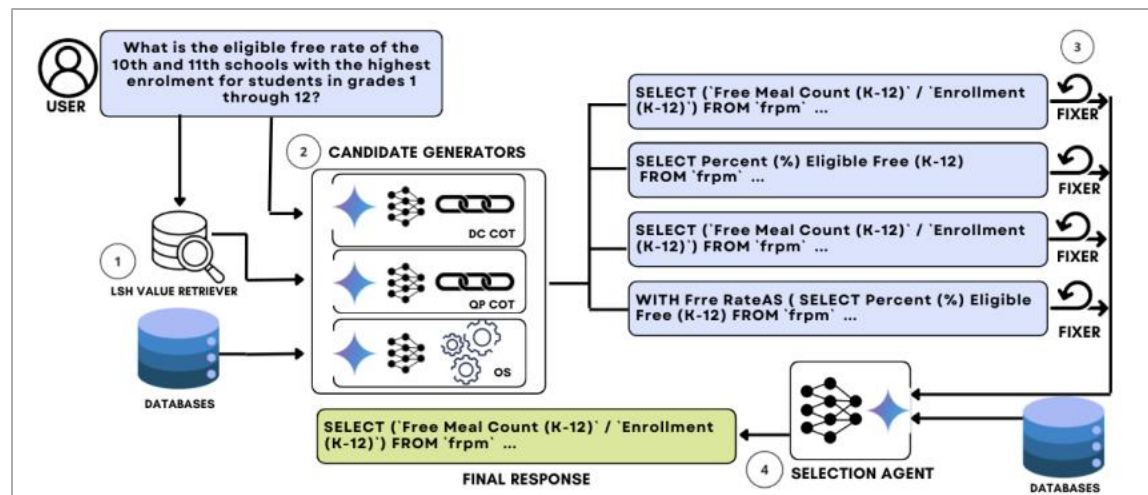 What is the eligible free rate of the
10th and 11th schools with the highest
enrolment for students in grades 1
through 12?
USER
1
LSH VALUE RETRIEVER
DATABASES
2
CANDIDATE GENERATORS
DC COT
QP COT
OS
3
SELECT (`Free Meal Count (K-12)` / `Enrollment
(K-12)`) FROM `frpm` ...
FIXER
SELECT Percent (%) Eligible Free (K-12)
FROM `frpm` ...
FIXER
SELECT (`Free Meal Count (K-12)` / `Enrollment
(K-12)`) FROM `frpm` ...
FIXER
WITH Frre RateAS ( SELECT Percent (%) Eligible
Free (K-12) FROM `frpm` ...
FIXER
SELECT (`Free Meal Count (K-12)` / `Enrollment
(K-12)`) FROM `frpm` ...
FINAL RESPONSE
4
SELECTION AGENT
DATABASES